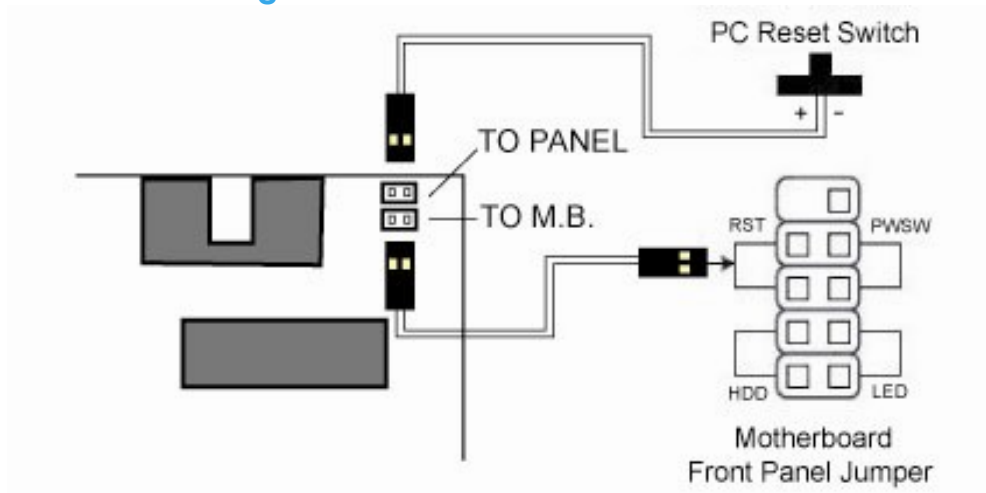 PC Reset Switch
+ -
TO PANEL
TO M.B.
RST PWSW
HDD LED
Motherboard
Front Panel Jumper